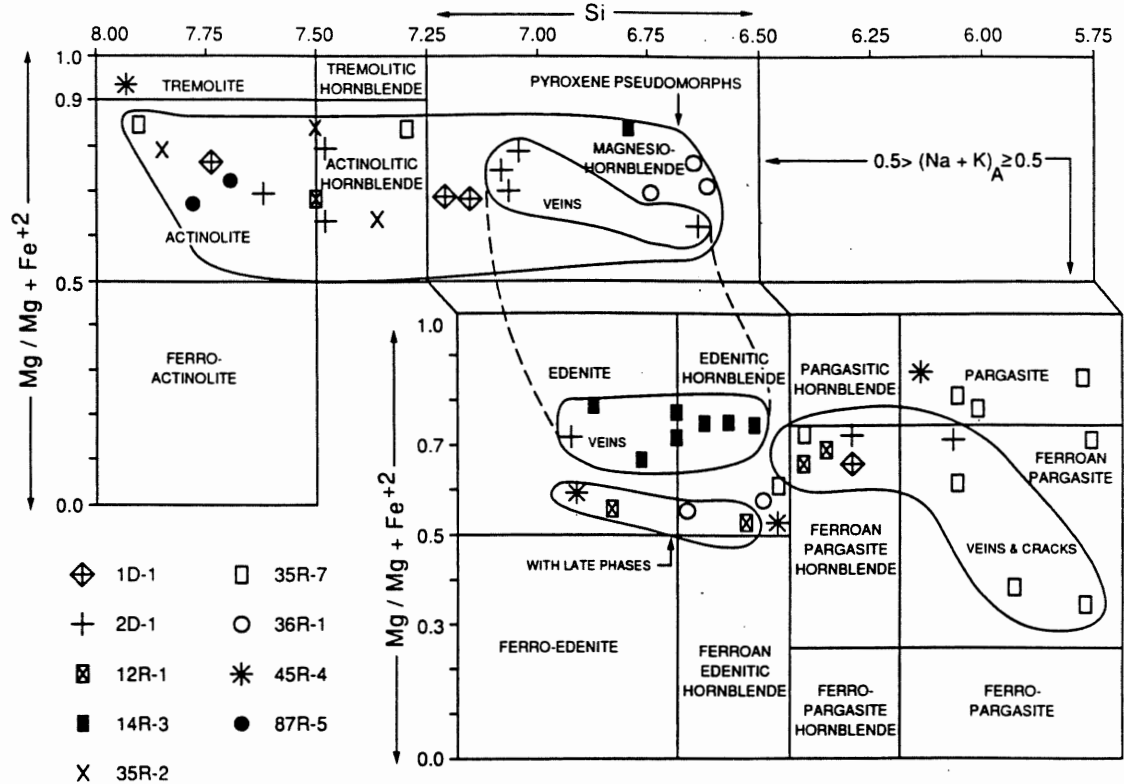 Si
8.00 7.75 7.50 7.25 7.00 6.75 6.50 6.25 6.00 5.75
1.0
0.9
0.5
0.0
Mg / Mg + Fe+2
TREMOLITE
TREMOLITIC
HORNBLENDE
PYROXENE PSEUDOMORPHS
MAGNESIO-
HORNBLENDE
ACTINOLITIC
HORNBLENDE
VEINS
ACTINOLITE
0.5> (Na + K)A≥0.5
FERRO-
ACTINOLITE
1.0
0.7
0.5
0.3
0.0
Mg / Mg + Fe+2
EDENITE
EDENITIC
HORNBLENDE
PARGASITIC
HORNBLENDE
PARGASITE
VEINS
FERROAN
PARGASITE
FERROAN
PARGASITE
HORNBLENDE
VEINS & CRACKS
WITH LATE PHASES
FERRO-EDENITE
FERROAN
EDENITIC
HORNBLENDE
FERRO-
PARGASITE
HORNBLENDE
FERRO-
PARGASITE
1D-1
2D-1
12R-1
14R-3
35R-2
35R-7
36R-1
45R-4
87R-5